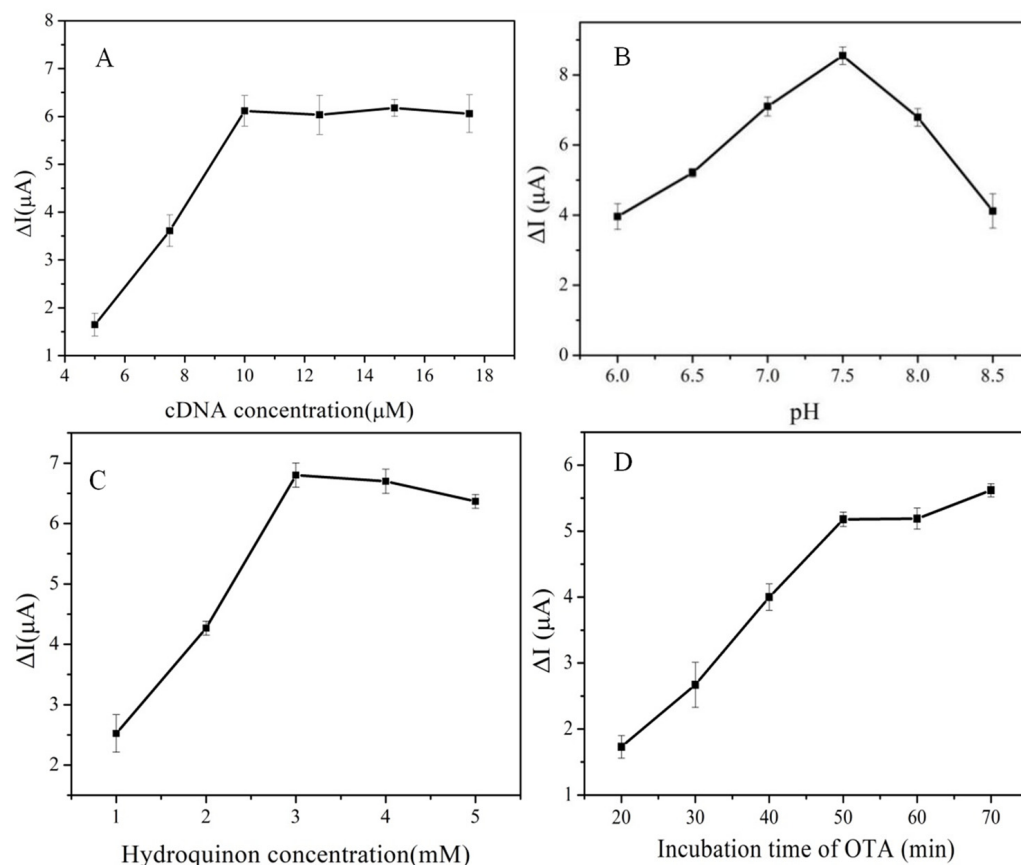 A
8
7
6
5
4
3
2
1
ΔI(μA)
4 6 8 10 12 14 16 18
cDNA concentration(μM)
B
8
6
4
2
0
ΔI (μA)
6.0 6.5 7.0 7.5 8.0 8.5
pH
C
7
6
5
4
3
2
ΔI(μA)
1 2 3 4 5
Hydroquinon concentration(mM)
D
6
5
4
3
2
1
ΔI (μA)
20 30 40 50 60 70
Incubation time of OTA (min)